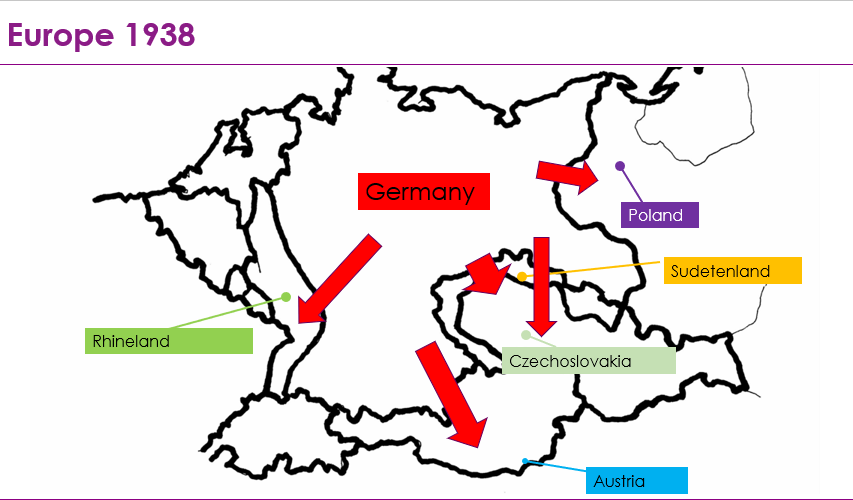 Europe 1938
Germany
Poland
Sudetenland
Rhineland
Czechoslovakia
Austria